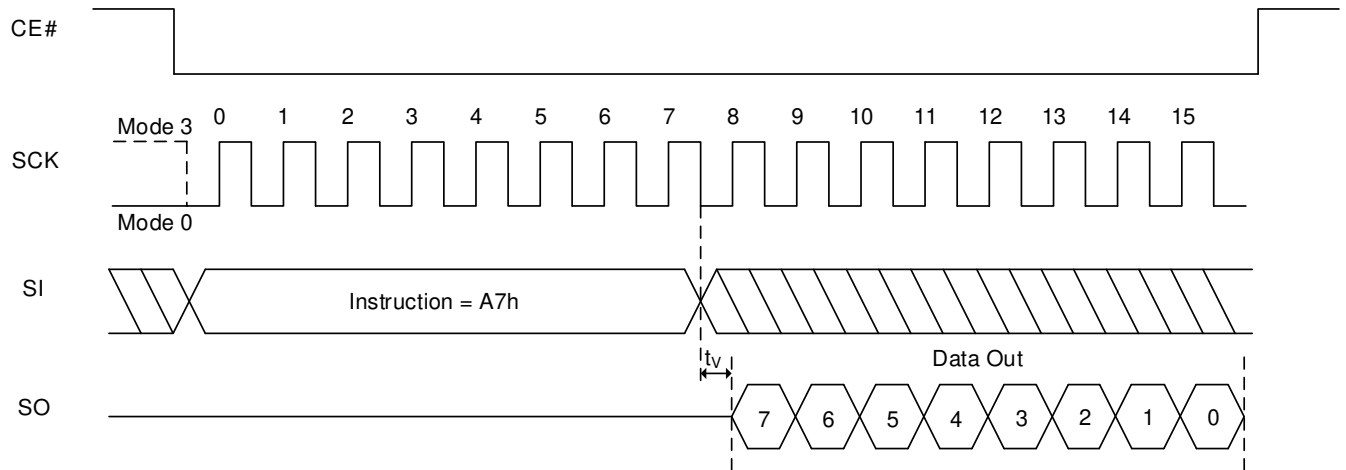 CE#
Mode 3
0 1 2 3 4 5 6 7 8 9 10 11 12 13 14 15
SCK
Mode 0
SI
Instruction = A7h
tV
Data Out
SO
7 6 5 4 3 2 1 0